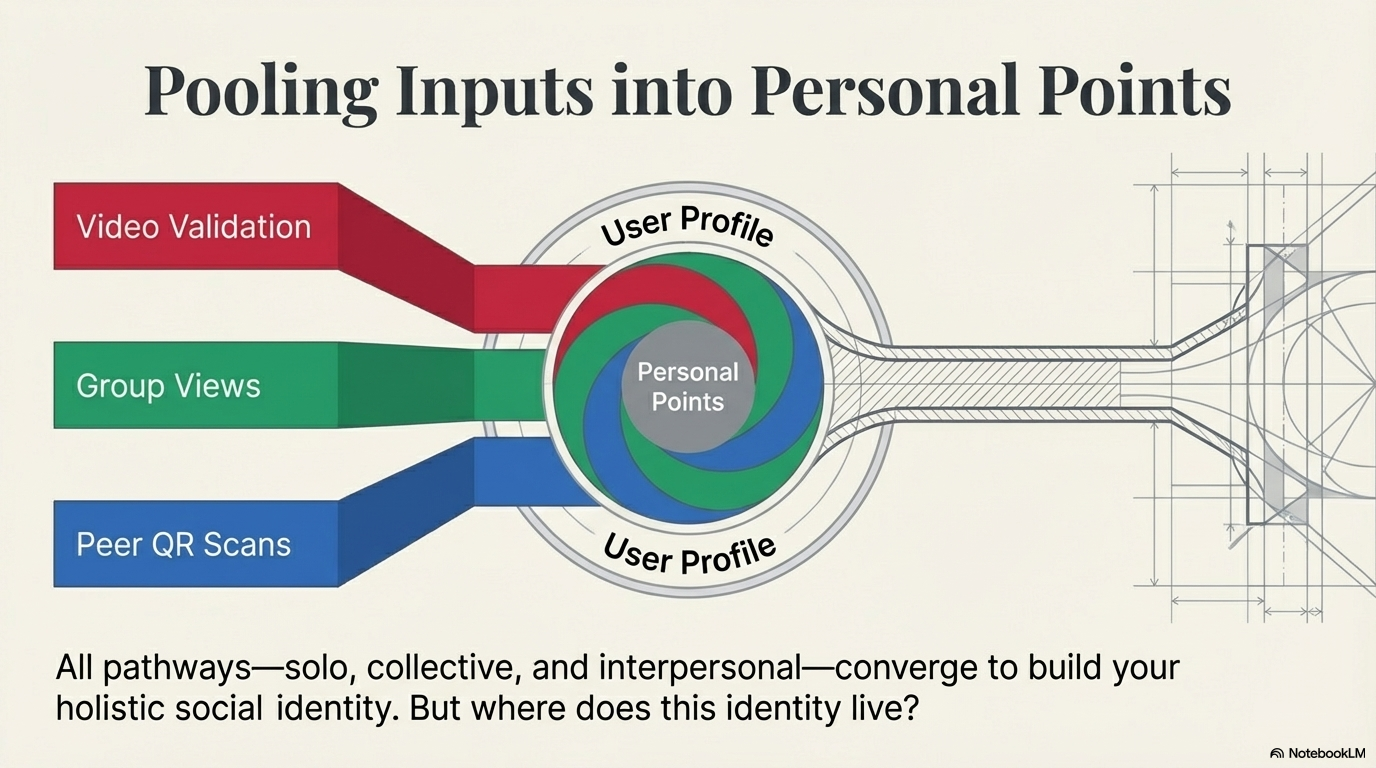 Pooling Inputs into Personal Points
Video Validation
Group Views
Peer QR Scans
User Profile
Personal
Points
User Profile
All pathways—solo, collective, and interpersonal—converge to build your
holistic social identity. But where does this identity live?
NotebookLM